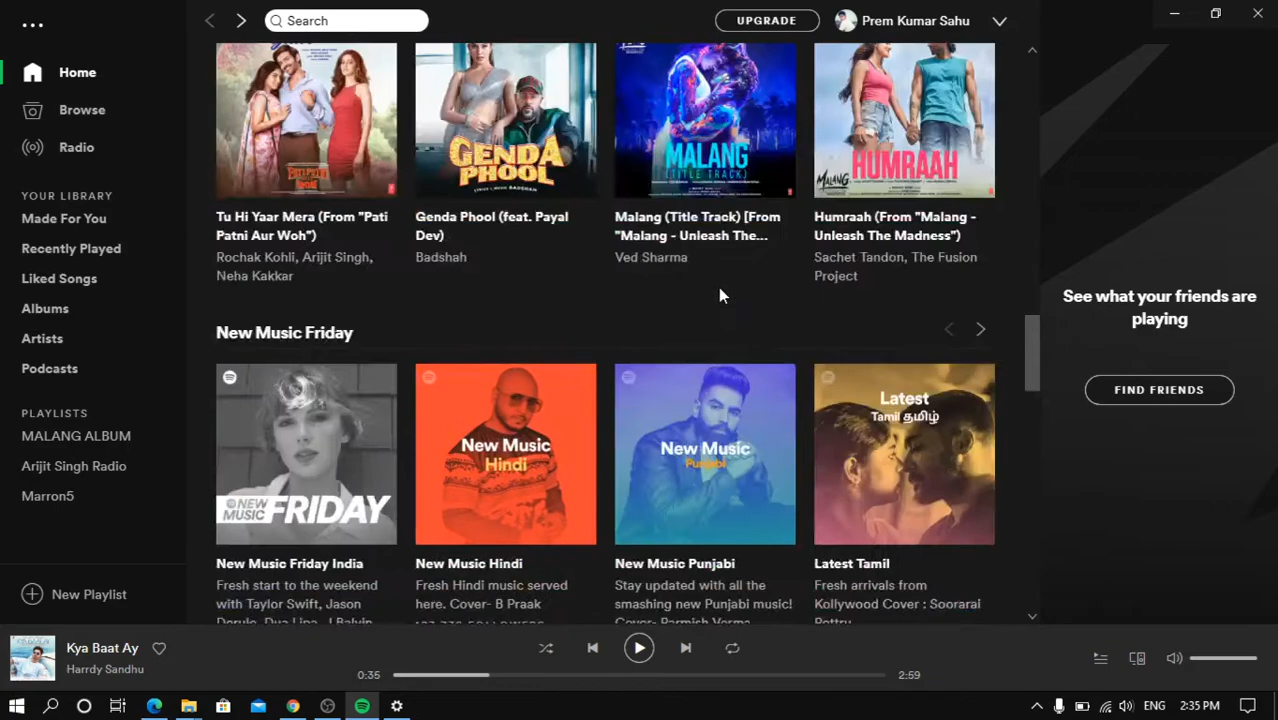 Search
UPGRADE
Prem Kumar Sahu
Home
Browse
Radio
YOUR LIBRARY
Made For You
Recently Played
Liked Songs
Albums
Artists
Podcasts
PLAYLISTS
MALANG ALBUM
Arijit Singh Radio
Marron5
New Playlist
GENDA
PHOOL
MALANG
(TITLE TRACK)
MALANG
HUMRAAH
Tu Hi Yaar Mera (From "Pati
Patni Aur Woh")
Rochak Kohli, Arijit Singh,
Neha Kakkar
Genda Phool (feat. Payal
Dev)
Badshah
Malang (Title Track) [From
"Malang - Unleash The...
Ved Sharma
Humraah (From "Malang -
Unleash The Madness")
Sachet Tandon, The Fusion
Project
New Music Friday
NEW
MUSIC FRIDAY
New Music
Hindi
New Music
Punjabi
Latest
Tamil தமிழ்
New Music Friday India
Fresh start to the weekend
with Taylor Swift, Jason
Derulo, Dua Lipa, J Balvin
New Music Hindi
Fresh Hindi music served
here. Cover- B Praak
New Music Punjabi
Stay updated with all the
smashing new Punjabi music!
Cover- Parmish Verma
Latest Tamil
Fresh arrivals from
Kollywood Cover : Soorarai
Pottru
See what your friends are
playing
FIND FRIENDS
Kya Baat Ay
Harrdy Sandhu
0:35
2:59
ENG
2:35 PM